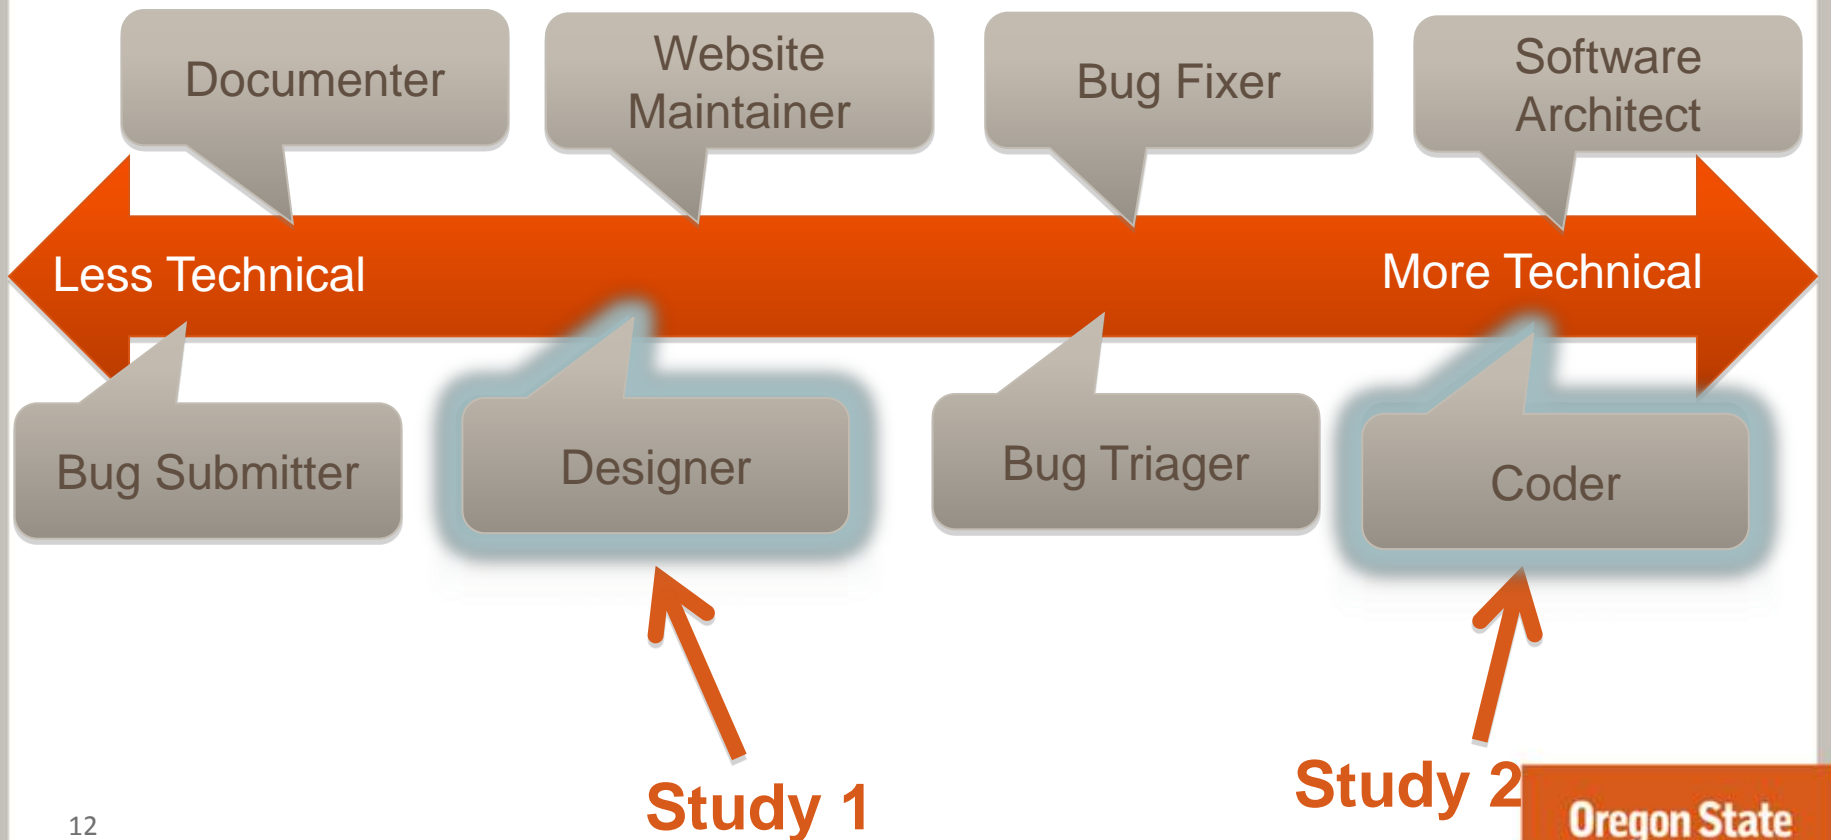 Documenter
Website
Maintainer
Bug Fixer
Software
Architect
Less Technical
More Technical
Bug Submitter
Designer
Bug Triager
Coder
Study 1
Study 2
12
Oregon State